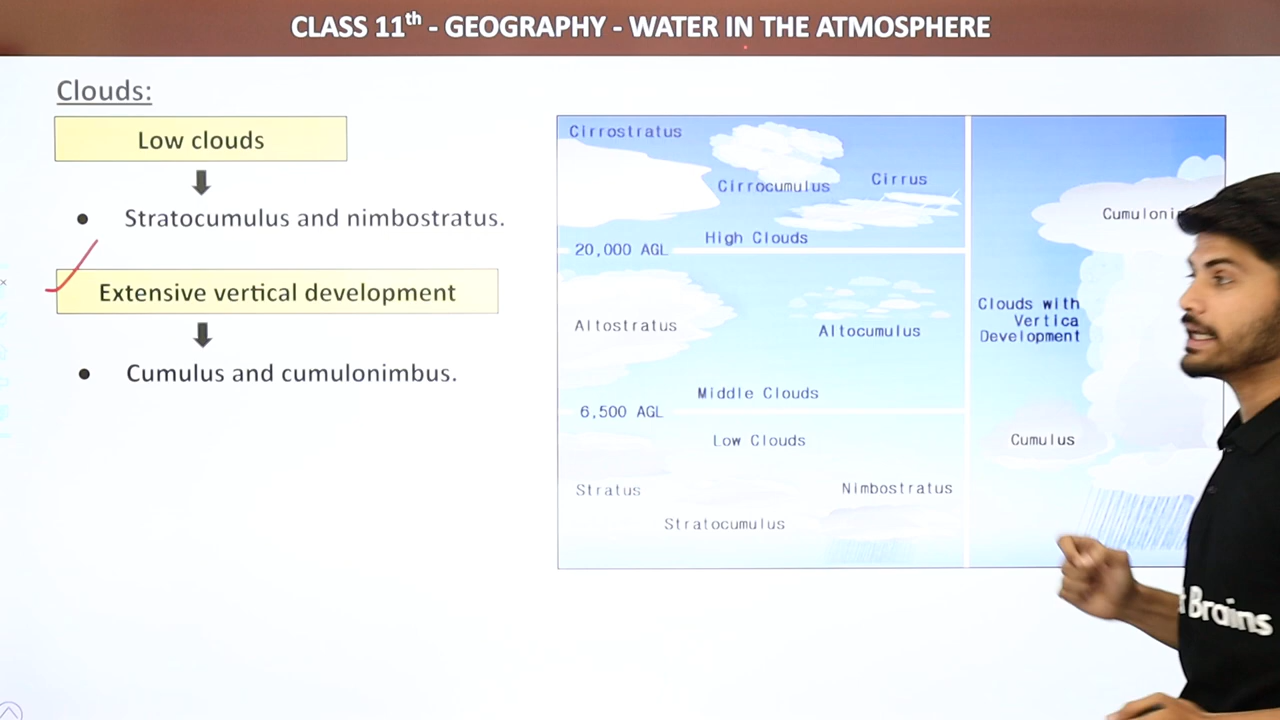 CLASS 11th - GEOGRAPHY - WATER IN THE ATMOSPHERE
Clouds:
Low clouds
• Stratocumulus and nimbostratus.
Extensive vertical development
• Cumulus and cumulonimbus.
Cirrostratus
Cirrocumulus
Cirrus
High Clouds
20,000 AGL
Altostratus
Altocumulus
Middle Clouds
6,500 AGL
Low Clouds
Stratus
Nimbostratus
Stratocumulus
Clouds with
Vertica
Development
Cumulus
Brains